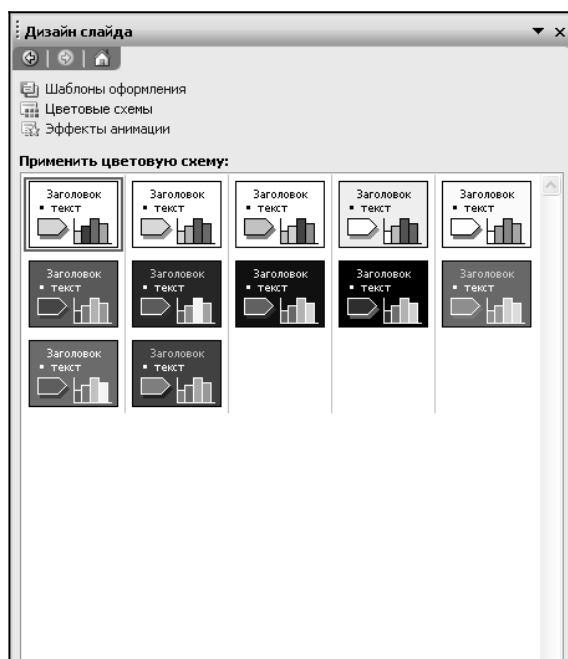 Дизайн слайда
Шаблоны оформления
Цветовые схемы
Эффекты анимации
Применить цветовую схему:
Заголовок Заголовок Заголовок Заголовок Заголовок
▪ текст ▪ текст ▪ текст ▪ текст ▪ текст
Заголовок Заголовок Заголовок Заголовок Заголовок
▪ текст ▪ текст ▪ текст ▪ текст ▪ текст
Заголовок Заголовок
▪ текст ▪ текст